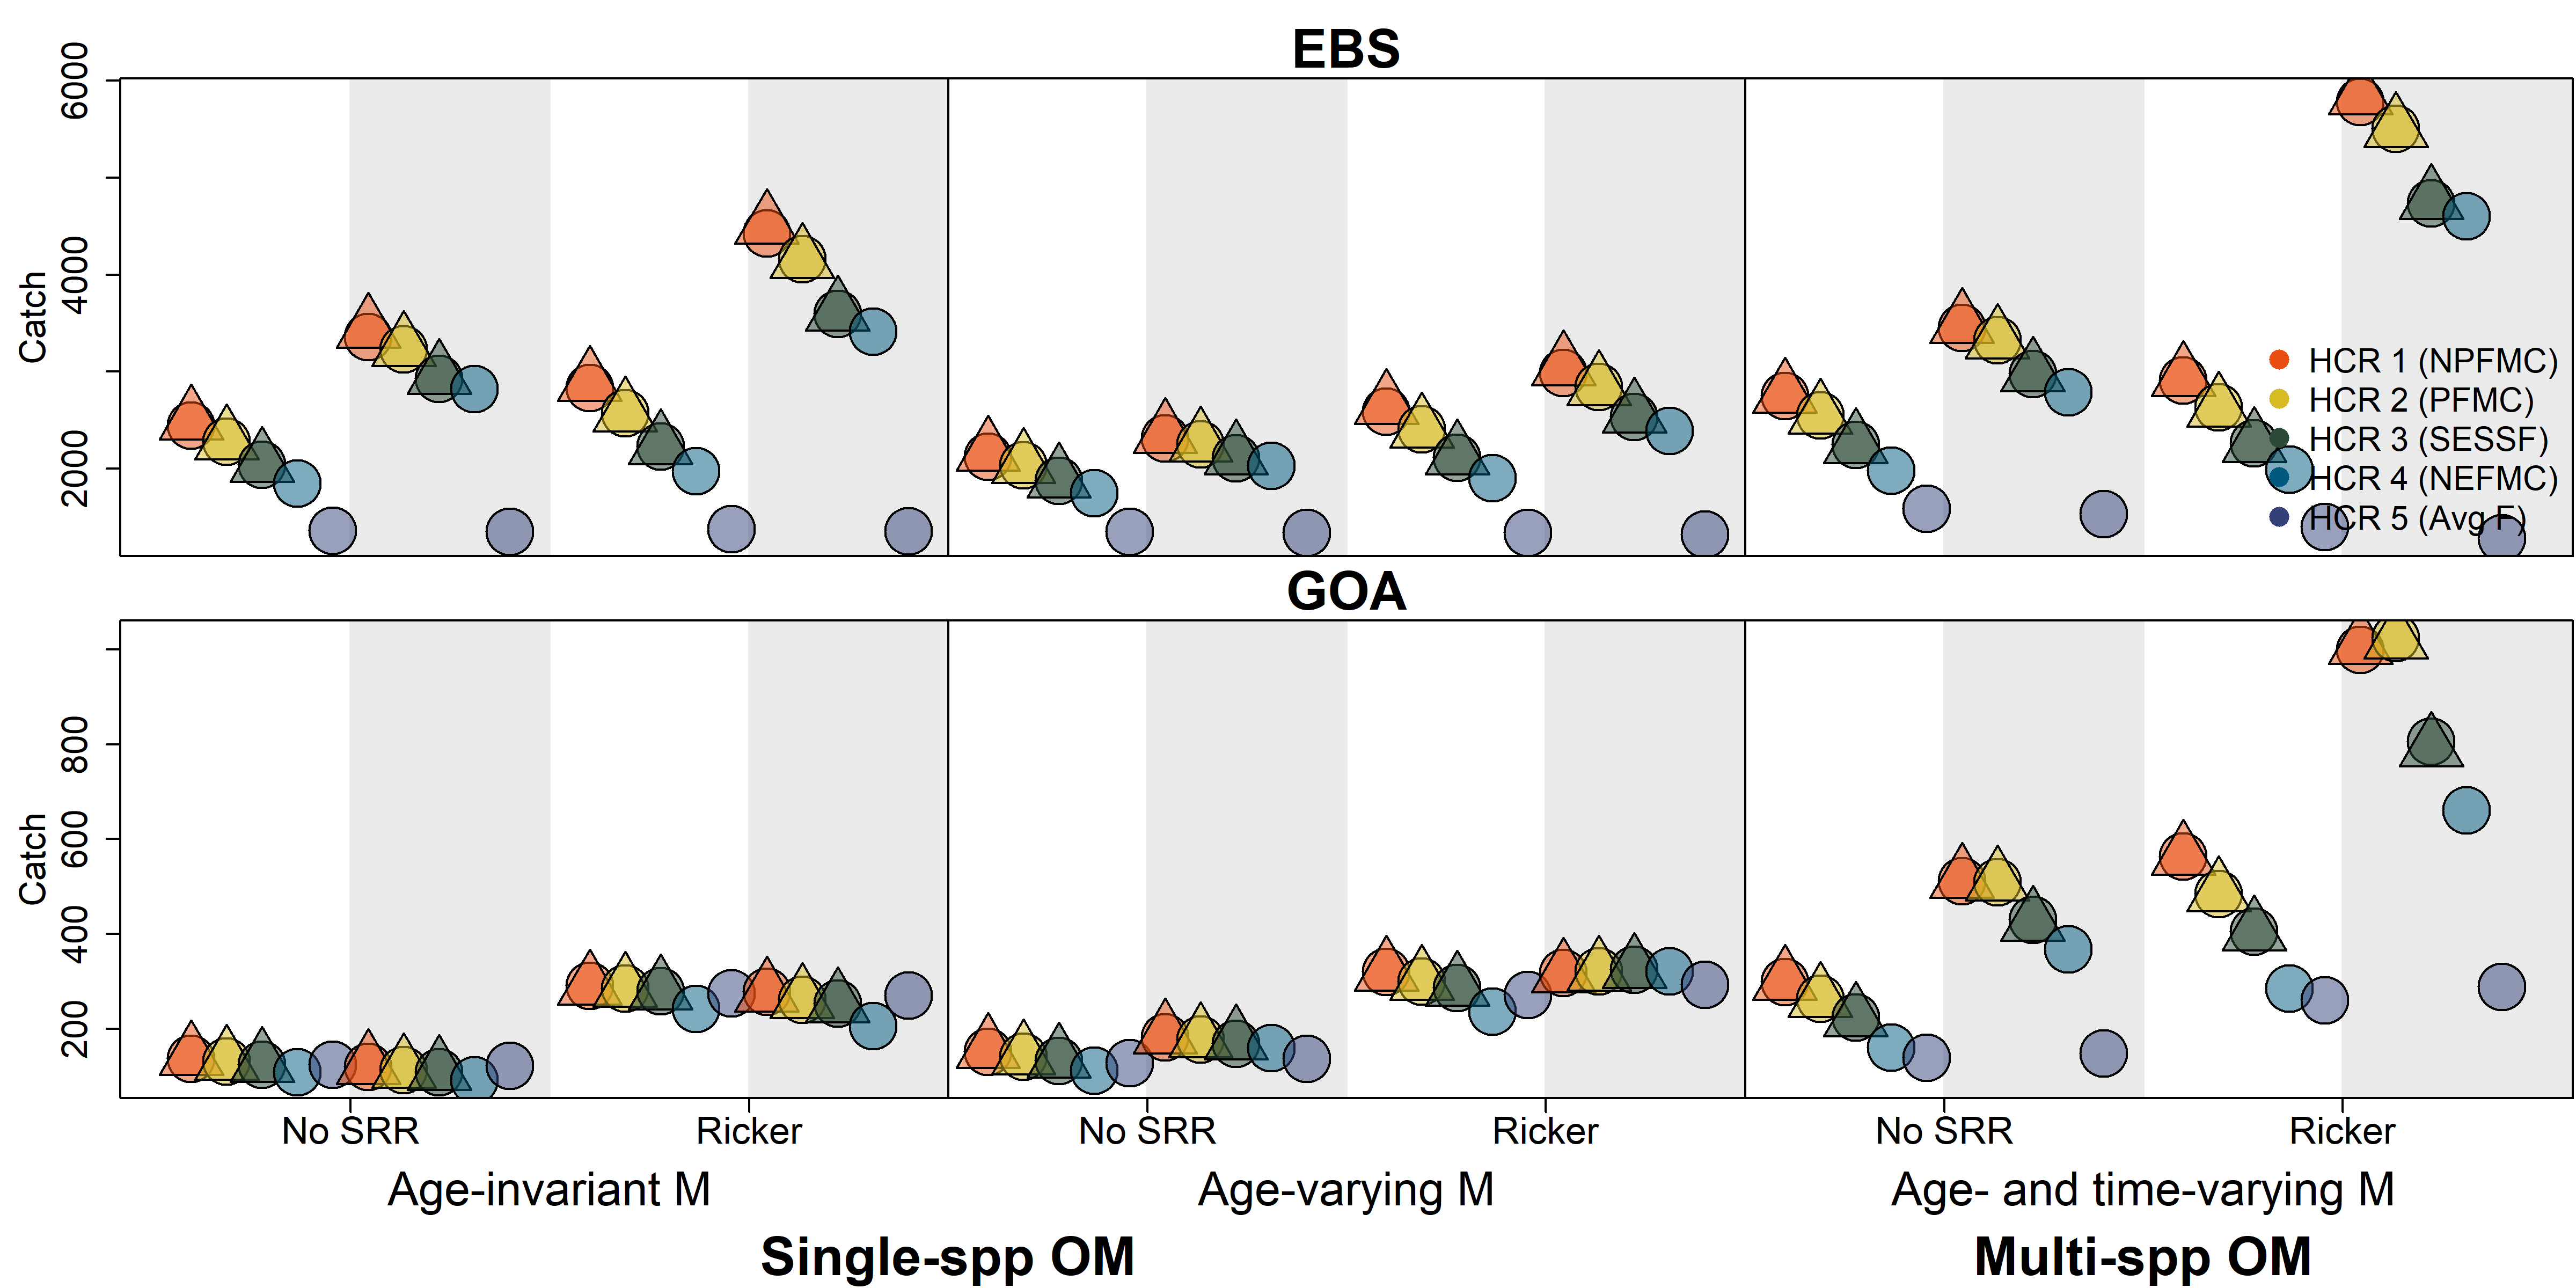 EBS
6000
4000
2000
Catch
HCR 1 (NPFMC)
HCR 2 (PFMC)
HCR 3 (SESSF)
HCR 4 (NEFMC)
HCR 5 (Avg F)
GOA
800
600
400
200
Catch
No SRR Ricker No SRR Ricker No SRR Ricker
Age-invariant M Age-varying M Age- and time-varying M
Single-spp OM Multi-spp OM